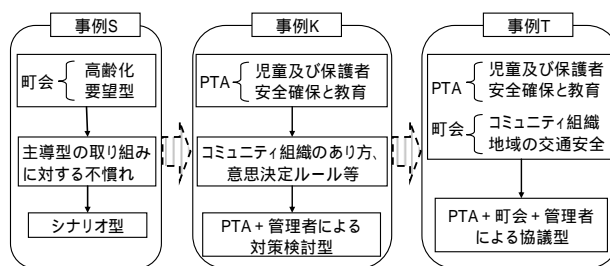 事例S
町会
高齢化
要望型
主導型の取り組み
に対する不慣れ
シナリオ型
事例K
PTA
児童及び保護者
安全確保と教育
コミュニティ組織のあり方、
意思決定ルール等
PTA+管理者による
対策検討型
事例T
PTA
児童及び保護者
安全確保と教育
町会
コミュニティ組織
地域の交通安全
PTA+町会+管理者
による協議型